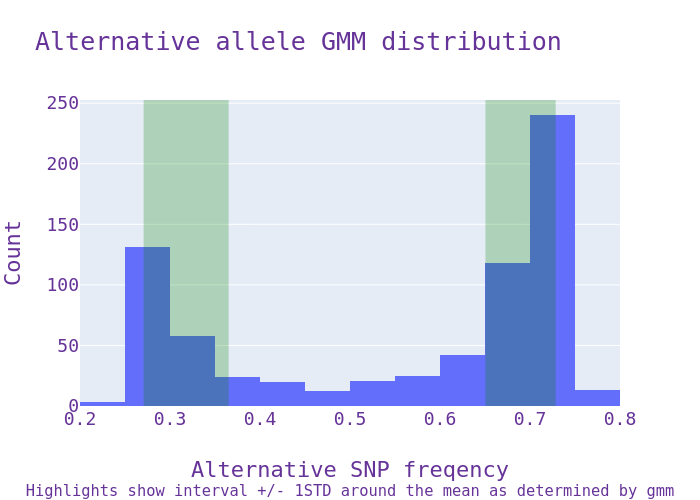 Alternative allele GMM distribution
250
200
150
100
50
0
Count
0.2 0.3 0.4 0.5 0.6 0.7 0.8
Alternative SNP freqency
Highlights show interval +/- 1STD around the mean as determined by gmm